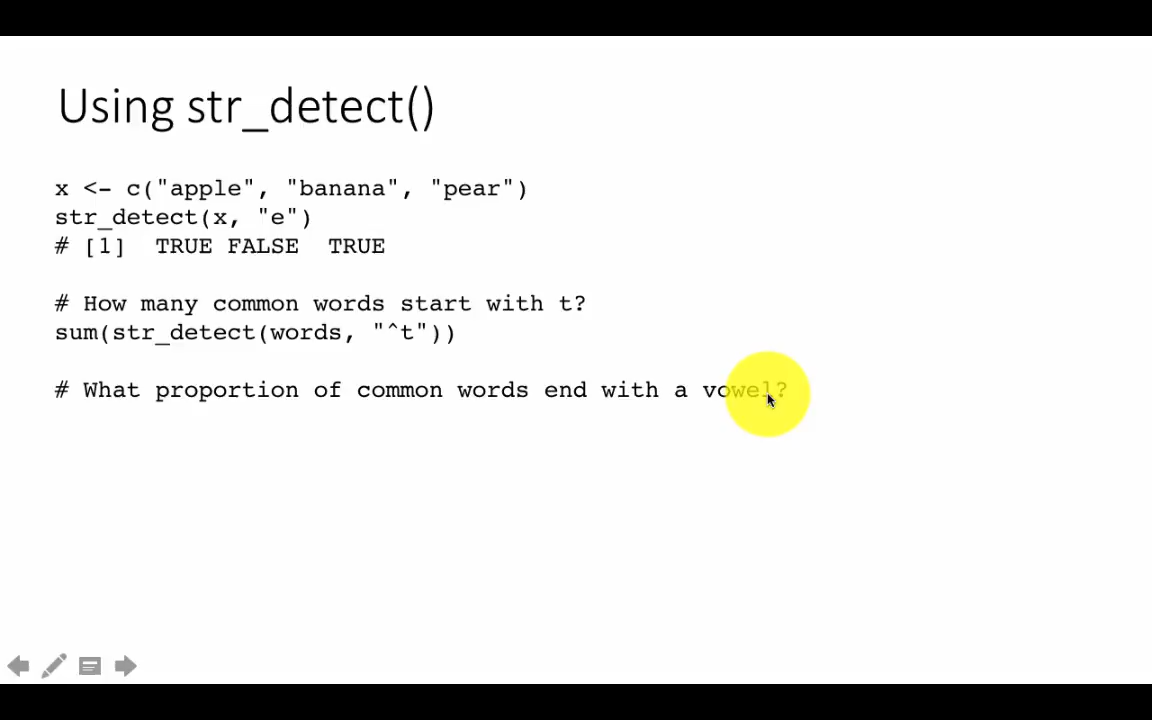 Using str_detect()
x <- c("apple", "banana", "pear")
str_detect(x, "e")
# [1]  TRUE FALSE  TRUE
# How many common words start with t?
sum(str_detect(words, "^t"))
# What proportion of common words end with a vowel?